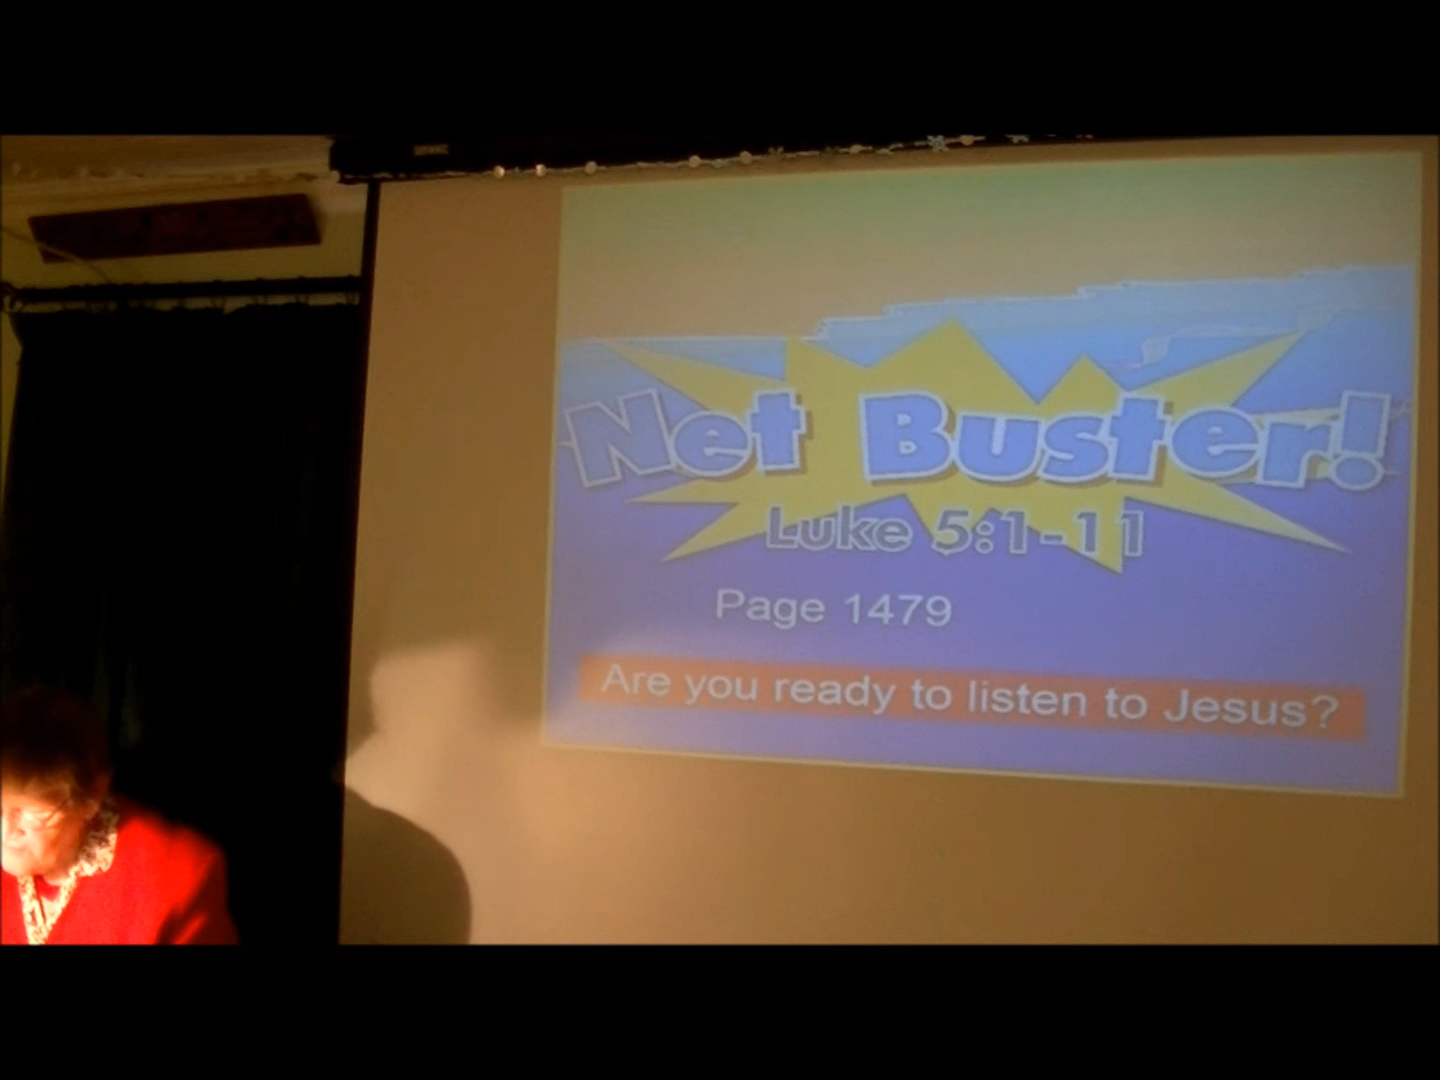 Net Buster!
Luke 5:1-11
Page 1479
Are you ready to listen to Jesus?